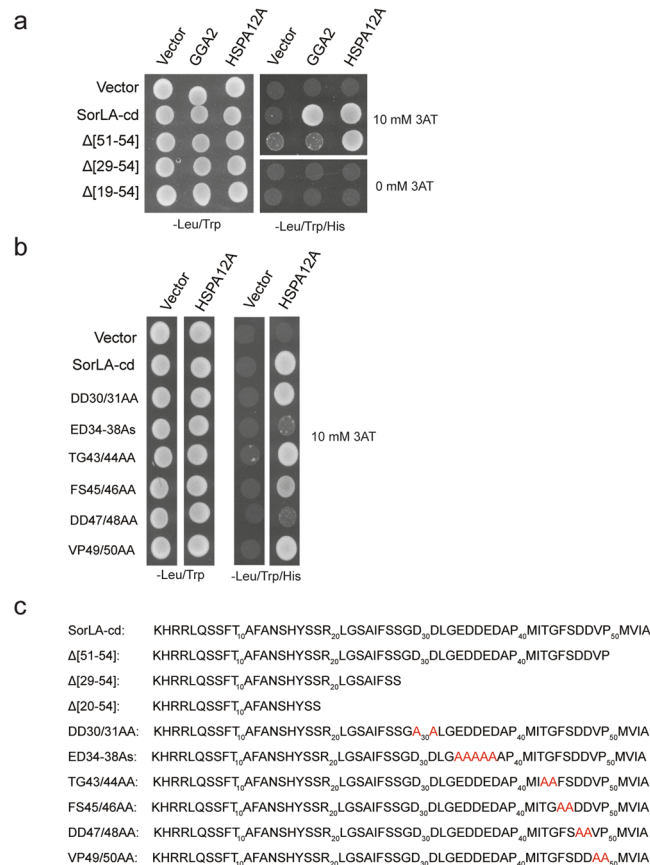 a
Vector GGA2 HSPA12A Vector GGA2 HSPA12A
Vector
SorLA-cd
Δ[51-54]
Δ[29-54]
Δ[19-54]
10 mM 3AT
0 mM 3AT
-Leu/Trp -Leu/Trp/His
b
Vector HSPA12A Vector HSPA12A
Vector
SorLA-cd
DD30/31AA
ED34-38As
TG43/44AA
FS45/46AA
DD47/48AA
VP49/50AA
10 mM 3AT
-Leu/Trp -Leu/Trp/His
c
SorLA-cd: KHRRLQSSFT10AFANSHYSSR20LGSAIFSSGD30DLGEDDEDAP40MITGFSDDVP50MVIA
Δ[51-54]: KHRRLQSSFT10AFANSHYSSR20LGSAIFSSGD30DLGEDDEDAP40MITGFSDDVP
Δ[29-54]: KHRRLQSSFT10AFANSHYSSR20LGSAIFSS
Δ[20-54]: KHRRLQSSFT10AFANSHYSS
DD30/31AA: KHRRLQSSFT10AFANSHYSSR20LGSAIFSSGA30ALGEDDEDAP40MITGFSDDVP50MVIA
ED34-38As: KHRRLQSSFT10AFANSHYSSR20LGSAIFSSGD30DLGAAAAAAP40MITGFSDDVP50MVIA
TG43/44AA: KHRRLQSSFT10AFANSHYSSR20LGSAIFSSGD30DLGEDDEDAP40MIAAFSDDVP50MVIA
FS45/46AA: KHRRLQSSFT10AFANSHYSSR20LGSAIFSSGD30DLGEDDEDAP40MITGAADDVP50MVIA
DD47/48AA: KHRRLQSSFT10AFANSHYSSR20LGSAIFSSGD30DLGEDDEDAP40MITGFSAAVP50MVIA
VP49/50AA: KHRRLQSSFT10AFANSHYSSR20LGSAIFSSGD30DLGEDDEDAP40MITGFSDDAA50MVIA